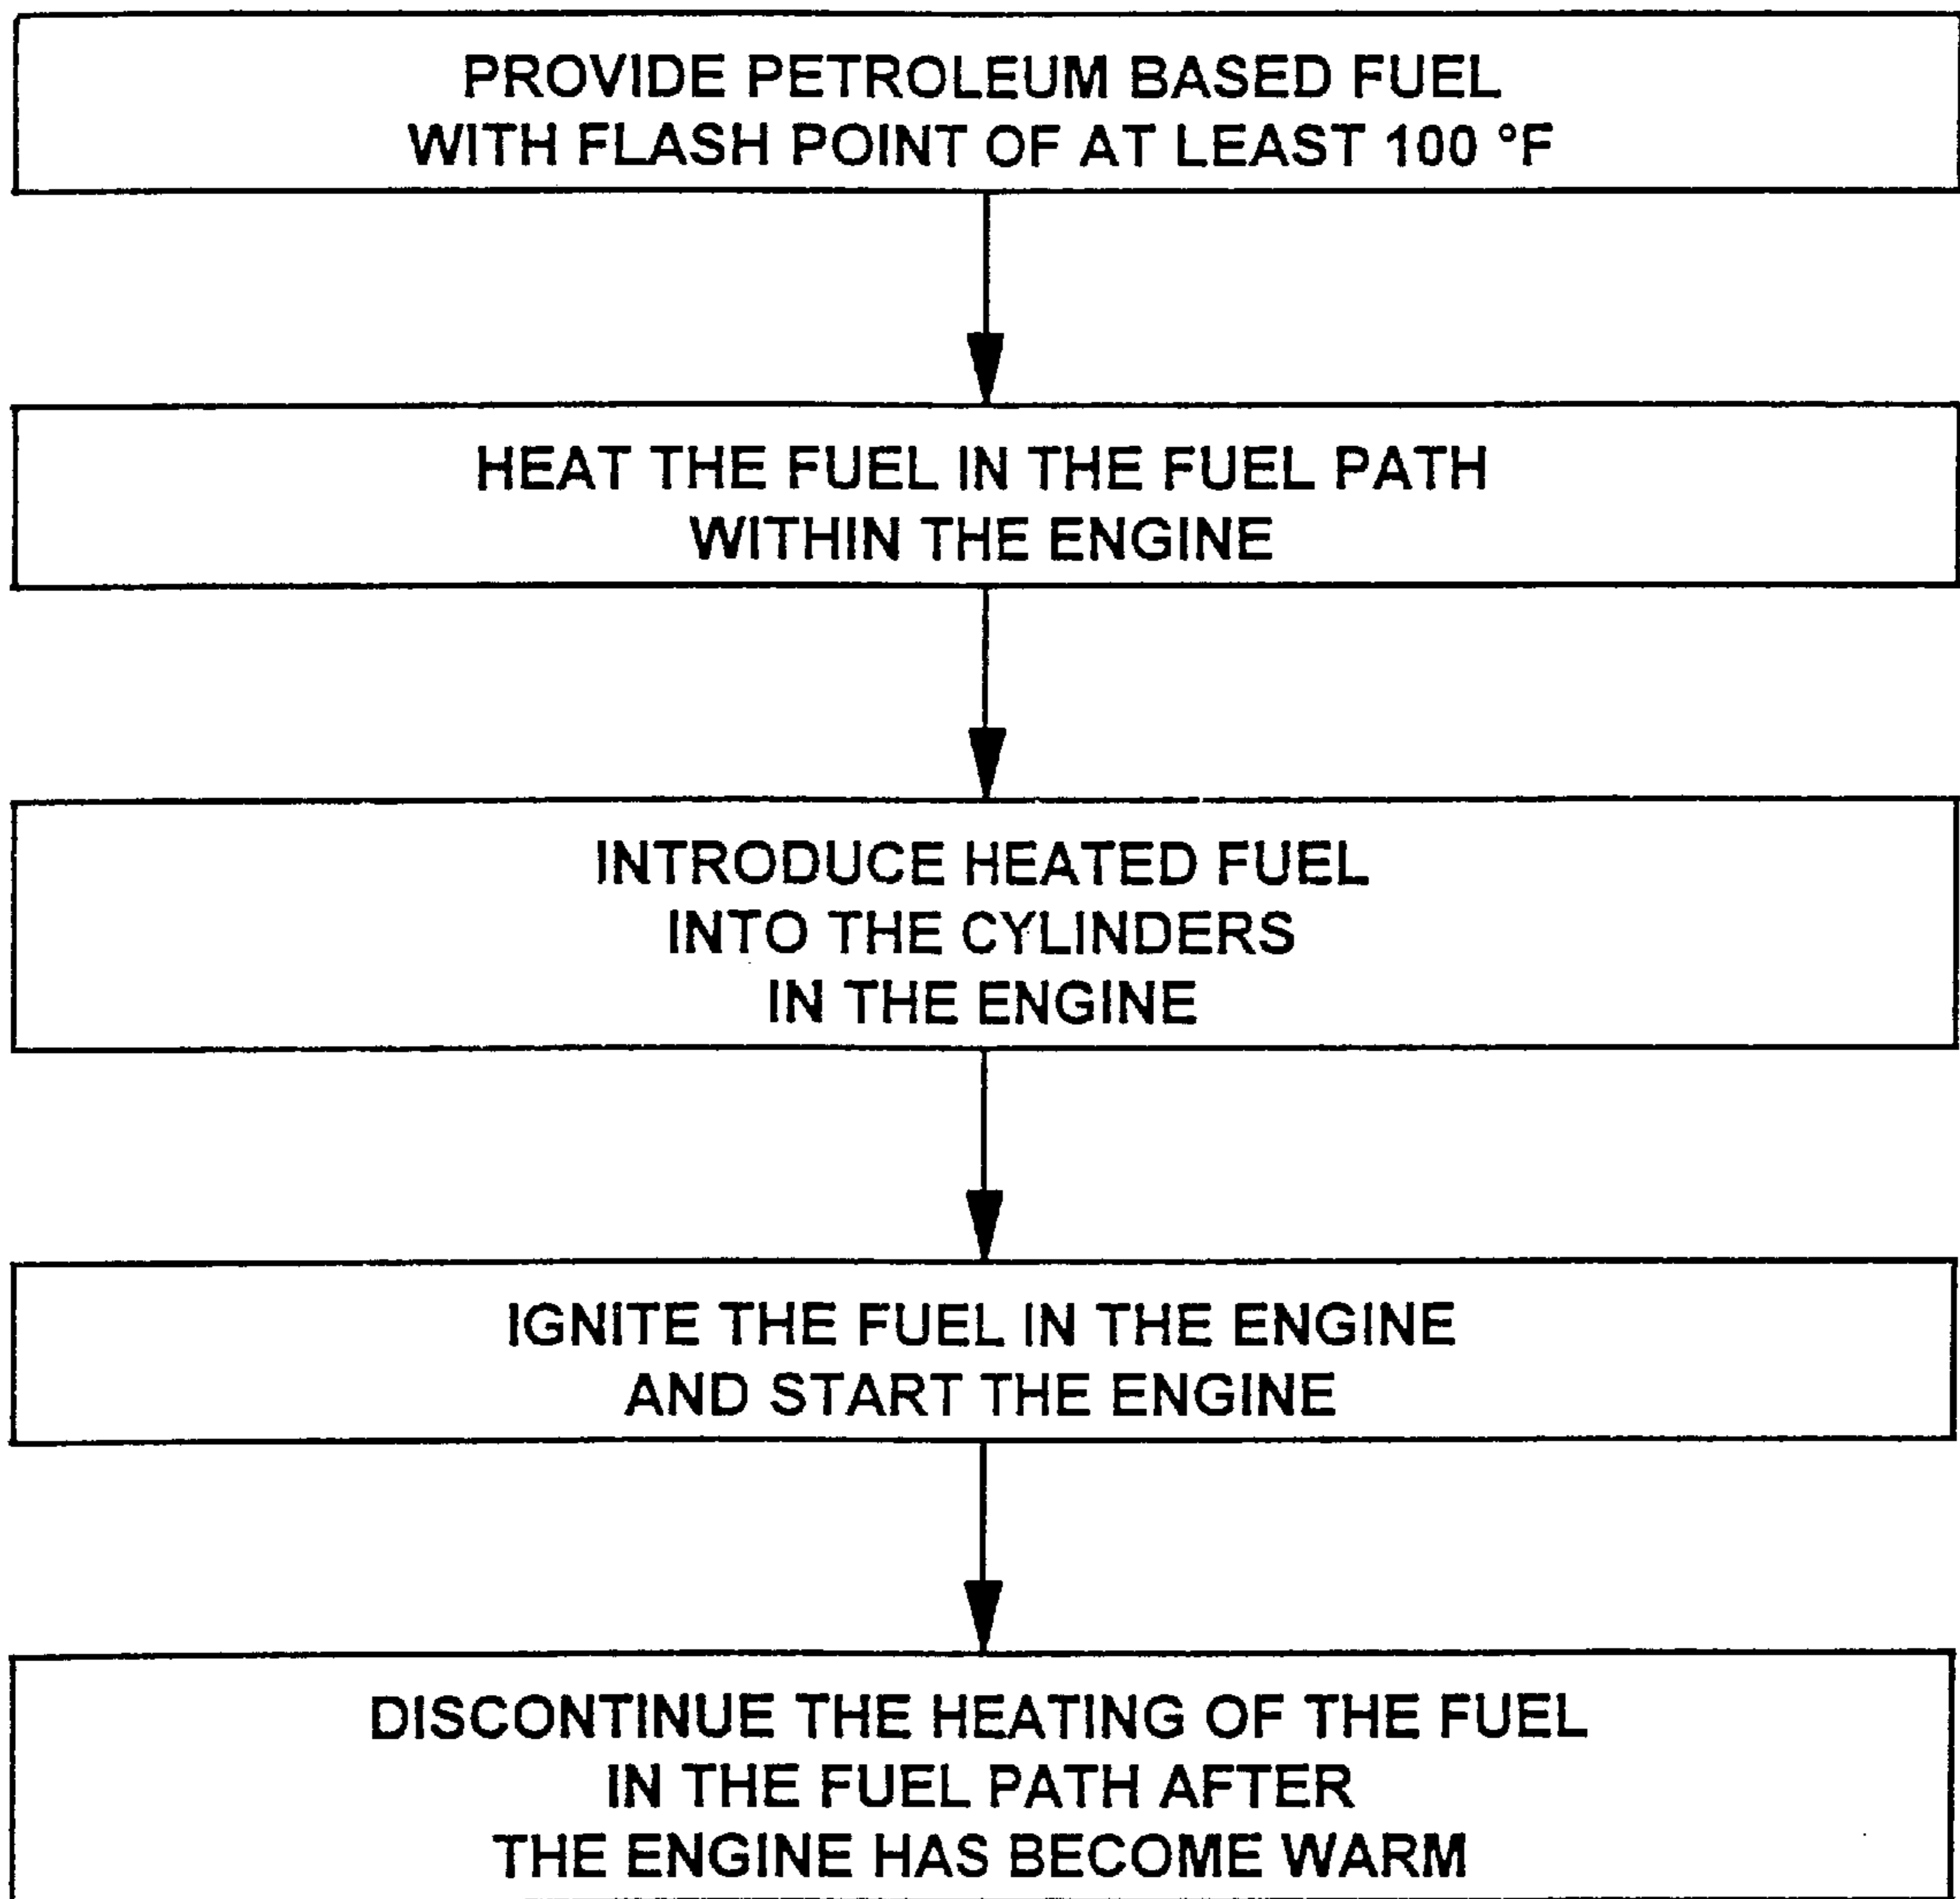 PROVIDE PETROLEUM BASED FUEL
WITH FLASH POINT OF AT LEAST 100 °F
HEAT THE FUEL IN THE FUEL PATH
WITHIN THE ENGINE
INTRODUCE HEATED FUEL
INTO THE CYLINDERS
IN THE ENGINE
IGNITE THE FUEL IN THE ENGINE
AND START THE ENGINE
DISCONTINUE THE HEATING OF THE FUEL
IN THE FUEL PATH AFTER
THE ENGINE HAS BECOME WARM